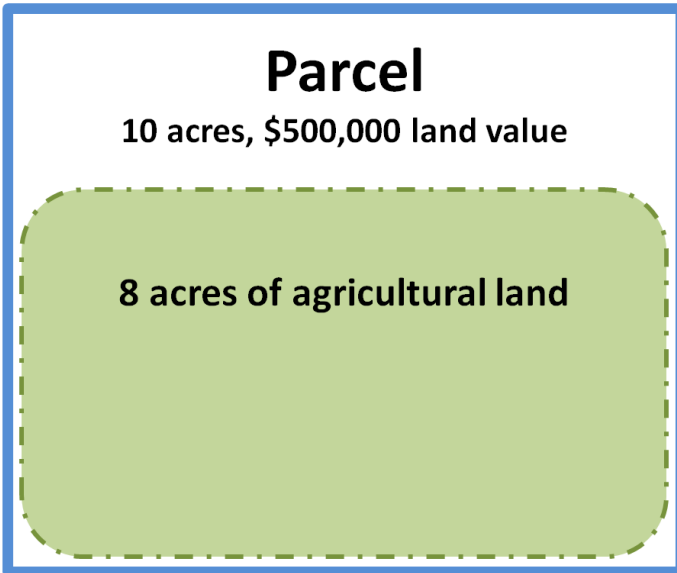 Parcel
10 acres, $500,000 land value
8 acres of agricultural land